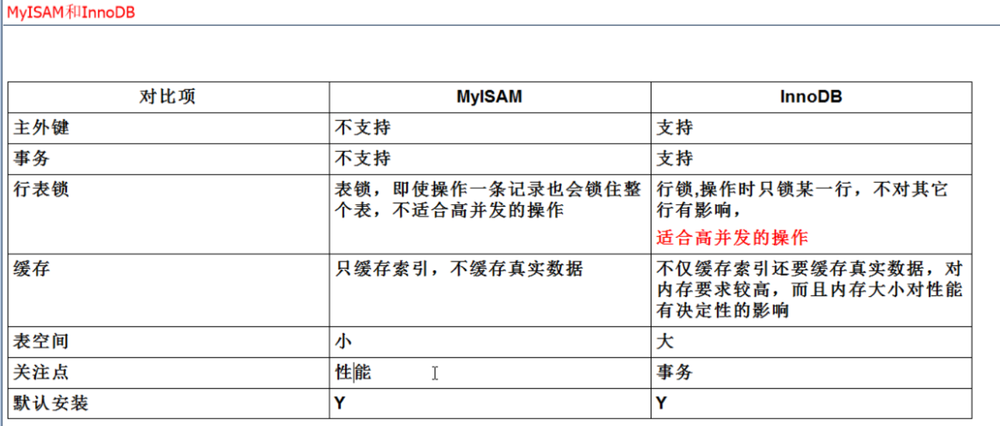 MyISAM和InnoDB
对比项 MyISAM InnoDB
主外键 不支持 支持
事务 不支持 支持
行表锁 表锁，即使操作一条记录也会锁住整 行锁,操作时只锁某一行，不对其它
个表，不适合高并发的操作 行有影响，
适合高并发的操作
缓存 只缓存索引，不缓存真实数据 不仅缓存索引还要缓存真实数据，对
内存要求较高，而且内存大小对性能
有决定性的影响
表空间 小 大
关注点 性能 事务
默认安装 Y Y